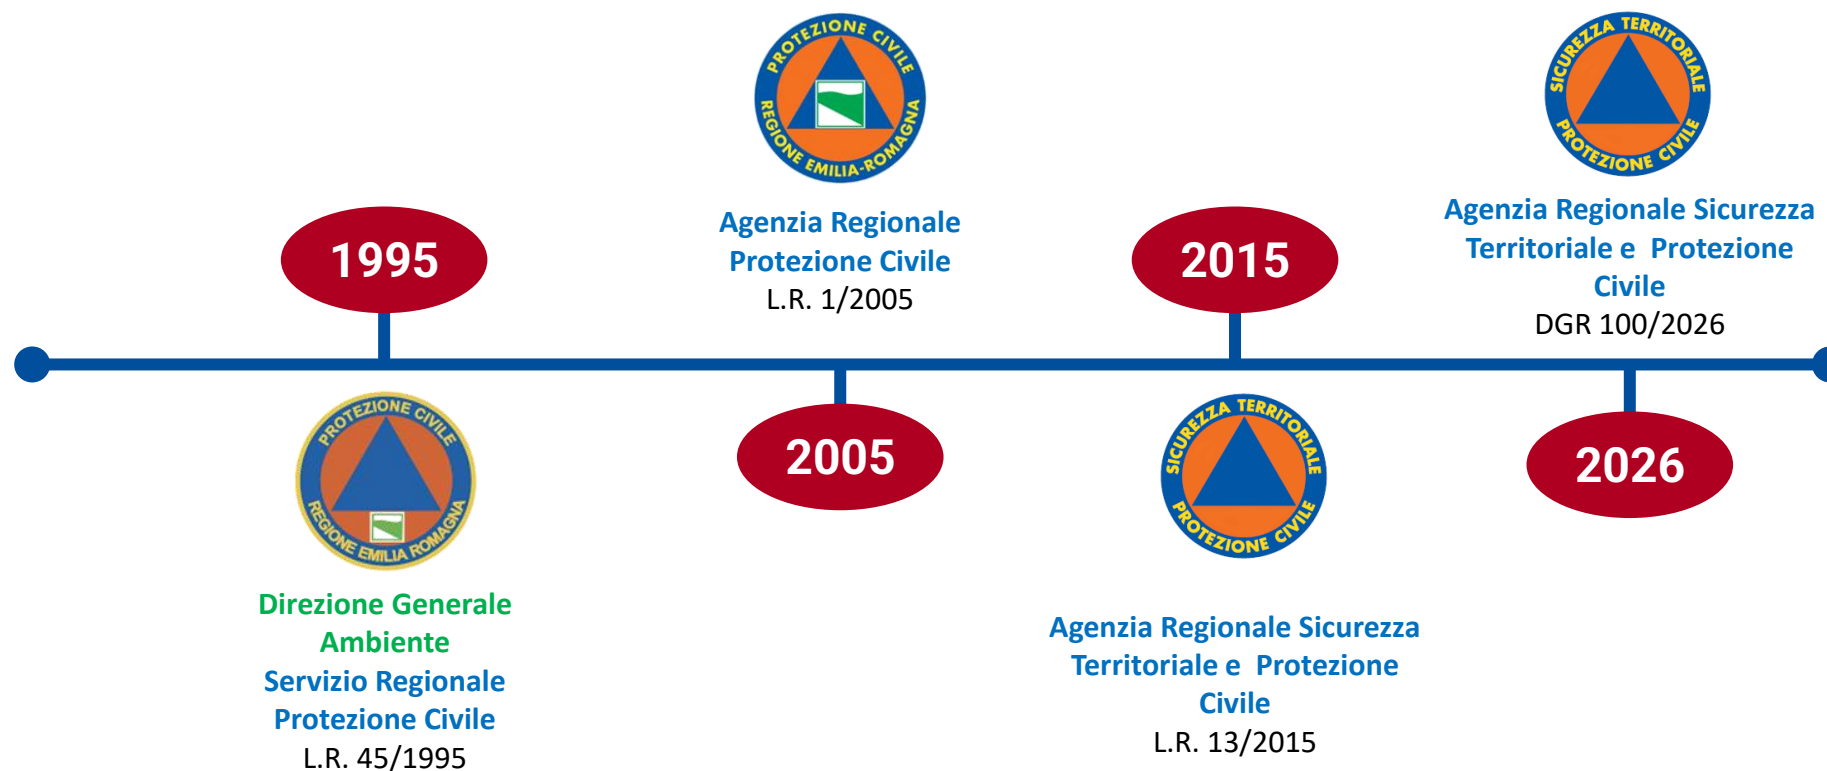 1995
PROTEZIONE CIVILE
REGIONE EMILIA ROMAGNA
Direzione Generale
Ambiente
Servizio Regionale
Protezione Civile
L.R. 45/1995
PROTEZIONE CIVILE
REGIONE EMILIA-ROMAGNA
Agenzia Regionale
Protezione Civile
L.R. 1/2005
2005
2015
SICUREZZA TERRITORIALE
PROTEZIONE CIVILE
Agenzia Regionale Sicurezza
Territoriale e  Protezione
Civile
L.R. 13/2015
SICUREZZA TERRITORIALE
PROTEZIONE CIVILE
Agenzia Regionale Sicurezza
Territoriale e  Protezione
Civile
DGR 100/2026
2026